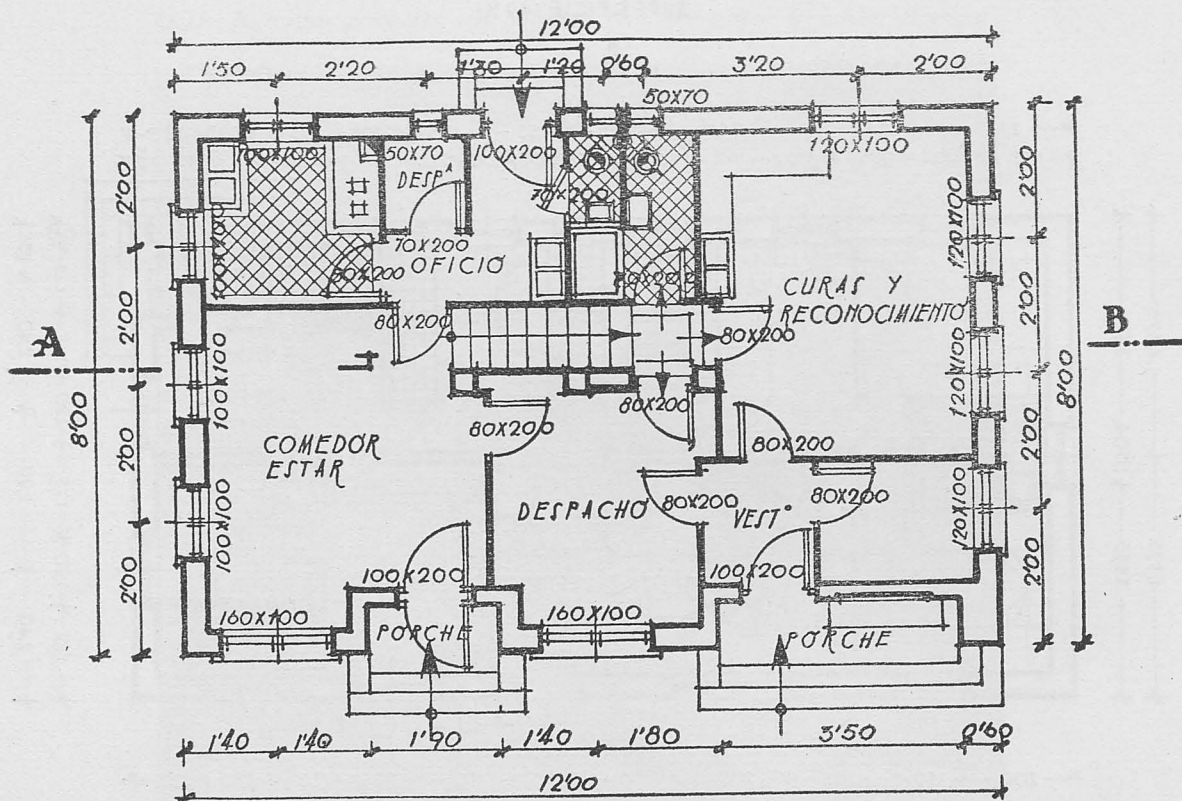 12'00
1'50 2'20 1'30 1'20 0'60 3'20 2'00
50X70
100X100 50X70 100X200 120X100
DESPᴬ
70X200
2'00 2'00
120X100
70X200
OFICIO
CURAS Y
RECONOCIMIENTO
2'00 2'00
80X200 80X200
A B
80X200
100X100 120X100
8'00 8'00
80X200 80X200 80X200
COMEDOR
ESTAR
2'00 2'00
DESPACHO 80X200 VESTº 80X200
100X100 120X100
2'00 2'00
100X200 100X200
160X100 PORCHE 160X100 PORCHE
1'40 1'40 1'90 1'40 1'80 3'50 0'60
12'00